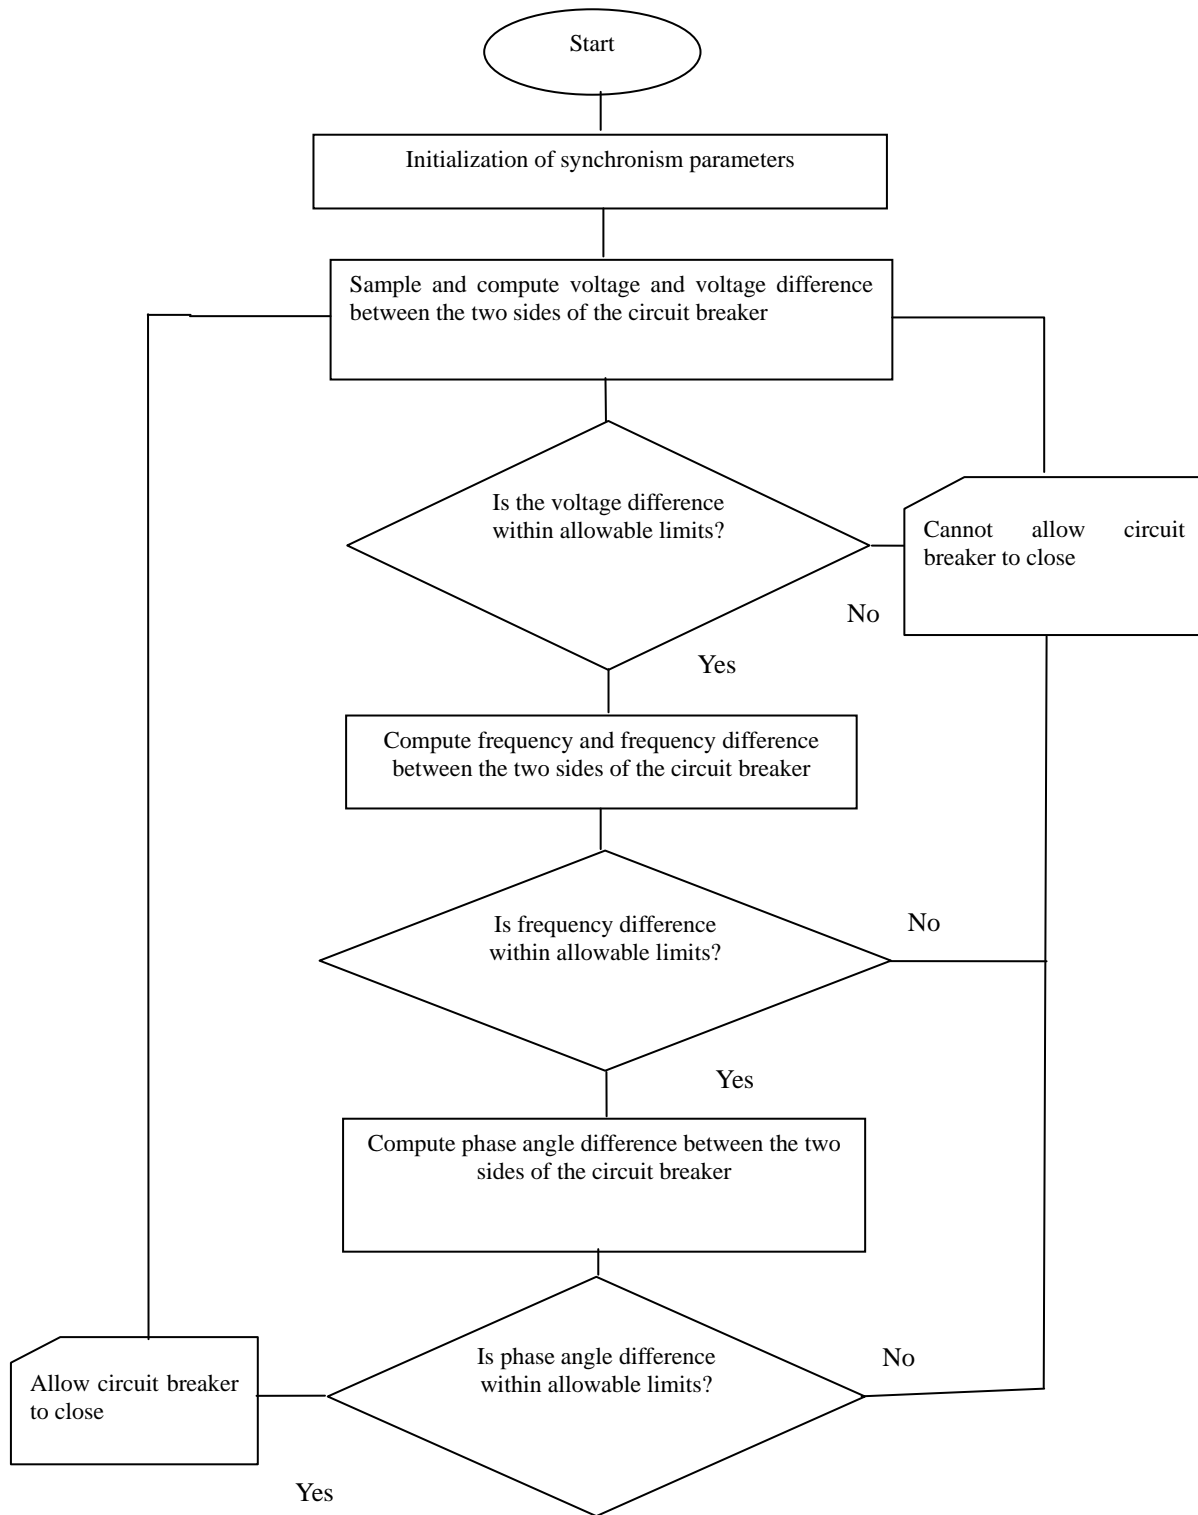 Start
Initialization of synchronism parameters
Sample and compute voltage and voltage difference
between the two sides of the circuit breaker
Is the voltage difference
within allowable limits?
Cannot allow circuit
breaker to close
No
Yes
Compute frequency and frequency difference
between the two sides of the circuit breaker
Is frequency difference
within allowable limits?
No
Yes
Compute phase angle difference between the two
sides of the circuit breaker
Is phase angle difference
within allowable limits?
No
Allow circuit breaker
to close
Yes